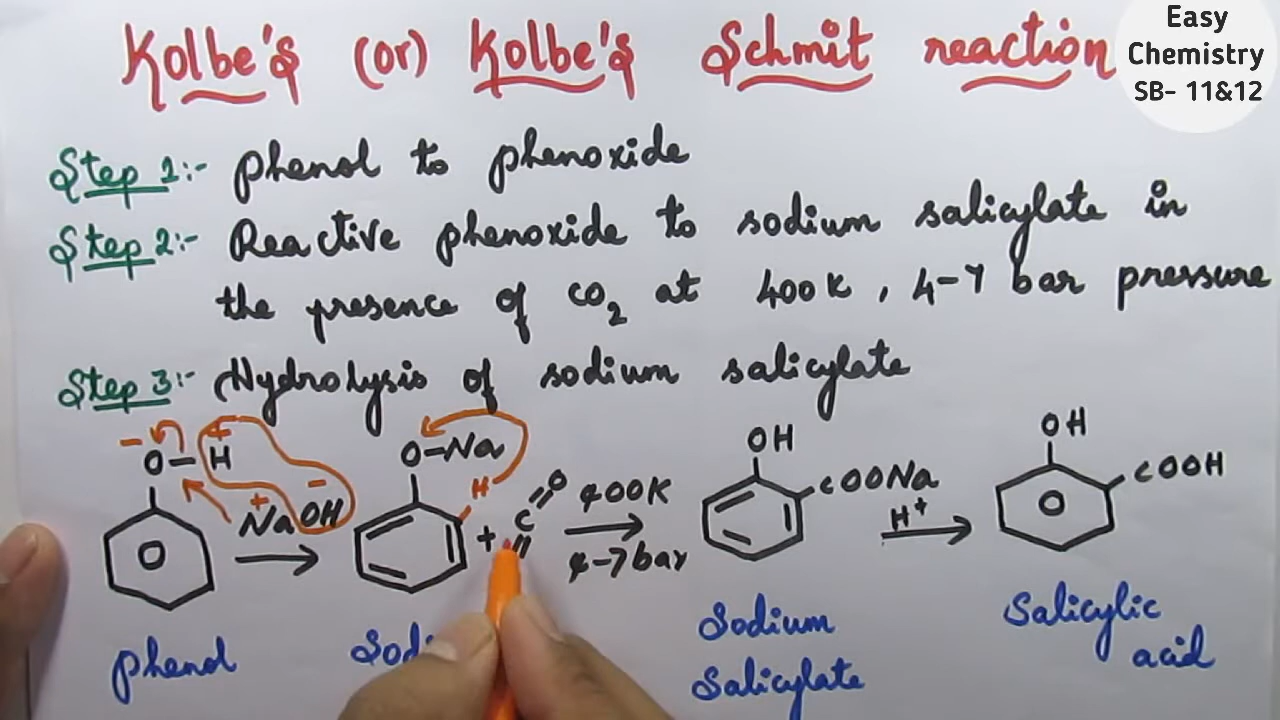 Kolbe's (or) Kolbe's Schmit reaction
Easy
Chemistry
SB- 11&12
Step 1:- Phenol to phenoxide
Step 2:- Reactive phenoxide to sodium salicylate in
the presence of CO2 at 400K, 4-7 bar pressure
Step 3:- Hydrolysis of sodium salicylate
- O-H + NaOH + -
O-Na H
+ C O
400K
4-7 bar
OH COONa
H+
OH COOH
O
O
Phenol
Sodium
Salicylate
Salicylic
acid